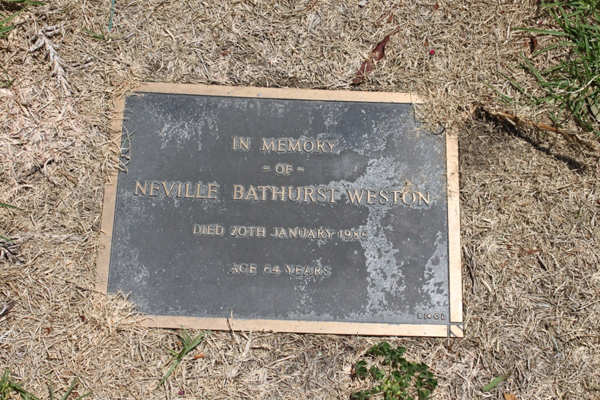 IN MEMORY
~ OF ~
NEVILLE BATHURST WESTON
DIED 20TH JANUARY
AGE 64 YEARS